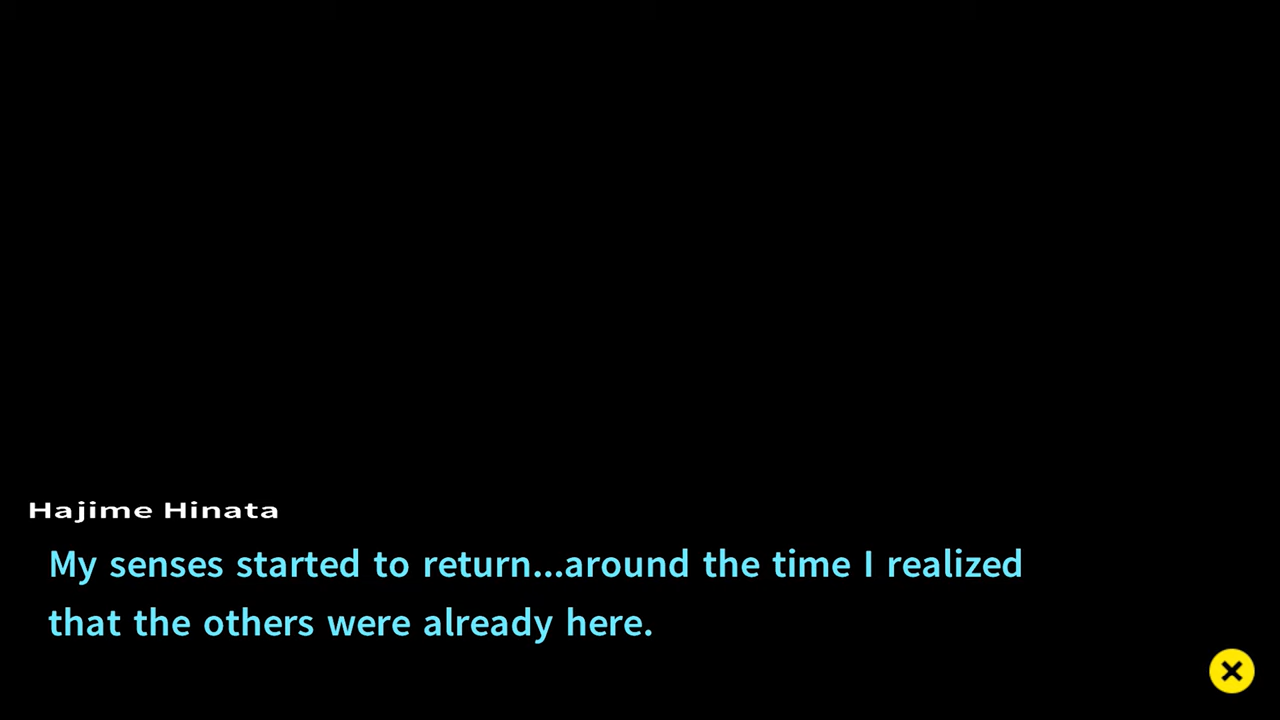 Hajime Hinata
My senses started to return...around the time I realized
that the others were already here.